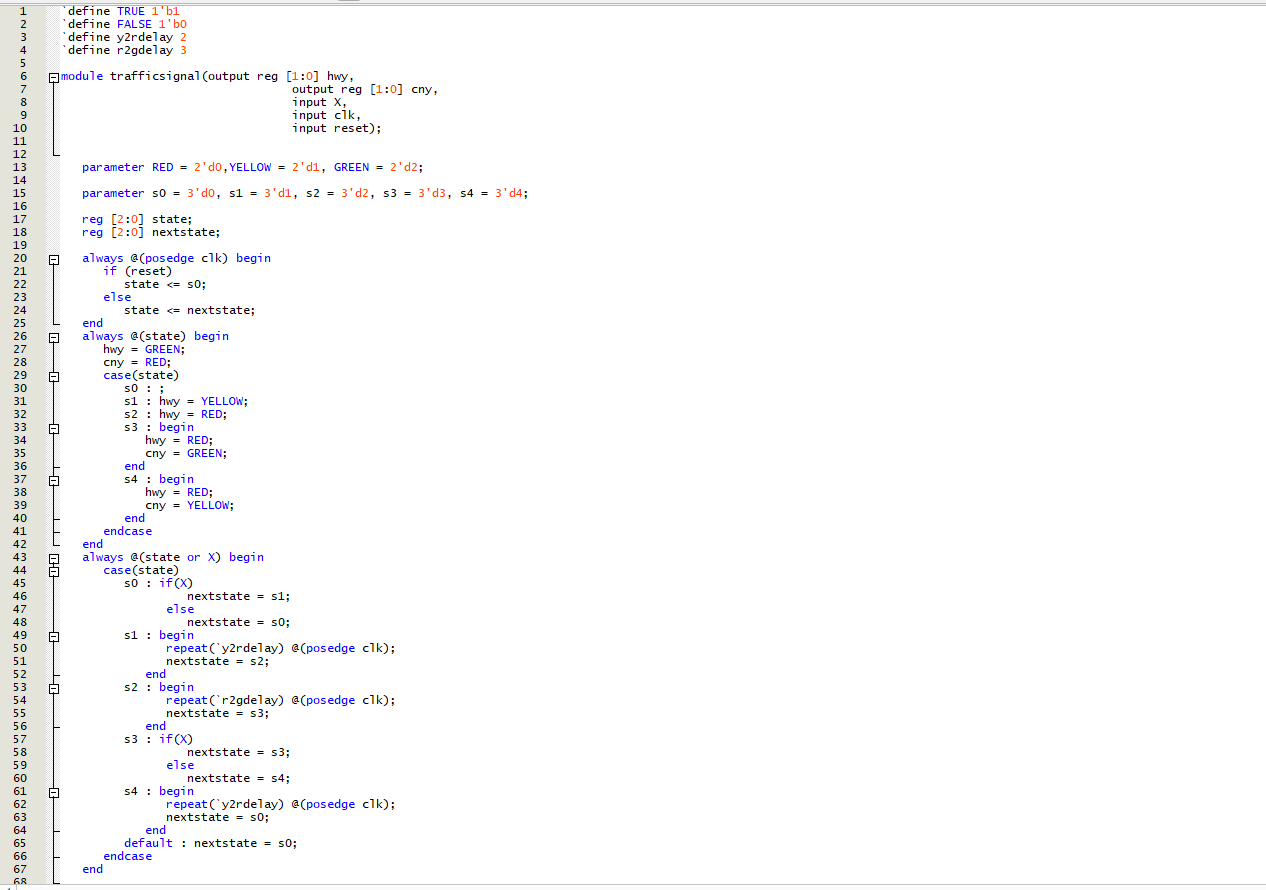 1 `define TRUE 1'b1
2 `define FALSE 1'b0
3 `define y2rdelay 2
4 `define r2gdelay 3
5
6 module trafficsignal(output reg [1:0] hwy,
7 output reg [1:0] cny,
8 input X,
9 input clk,
10 input reset);
11
12
13 parameter RED = 2'd0,YELLOW = 2'd1, GREEN = 2'd2;
14
15 parameter s0 = 3'd0, s1 = 3'd1, s2 = 3'd2, s3 = 3'd3, s4 = 3'd4;
16
17 reg [2:0] state;
18 reg [2:0] nextstate;
19
20 always @(posedge clk) begin
21 if (reset)
22 state <= s0;
23 else
24 state <= nextstate;
25 end
26 always @(state) begin
27 hwy = GREEN;
28 cny = RED;
29 case(state)
30 s0 : ;
31 s1 : hwy = YELLOW;
32 s2 : hwy = RED;
33 s3 : begin
34 hwy = RED;
35 cny = GREEN;
36 end
37 s4 : begin
38 hwy = RED;
39 cny = YELLOW;
40 end
41 endcase
42 end
43 always @(state or X) begin
44 case(state)
45 s0 : if(X)
46 nextstate = s1;
47 else
48 nextstate = s0;
49 s1 : begin
50 repeat(`y2rdelay) @(posedge clk);
51 nextstate = s2;
52 end
53 s2 : begin
54 repeat(`r2gdelay) @(posedge clk);
55 nextstate = s3;
56 end
57 s3 : if(X)
58 nextstate = s3;
59 else
60 nextstate = s4;
61 s4 : begin
62 repeat(`y2rdelay) @(posedge clk);
63 nextstate = s0;
64 end
65 default : nextstate = s0;
66 endcase
67 end
68